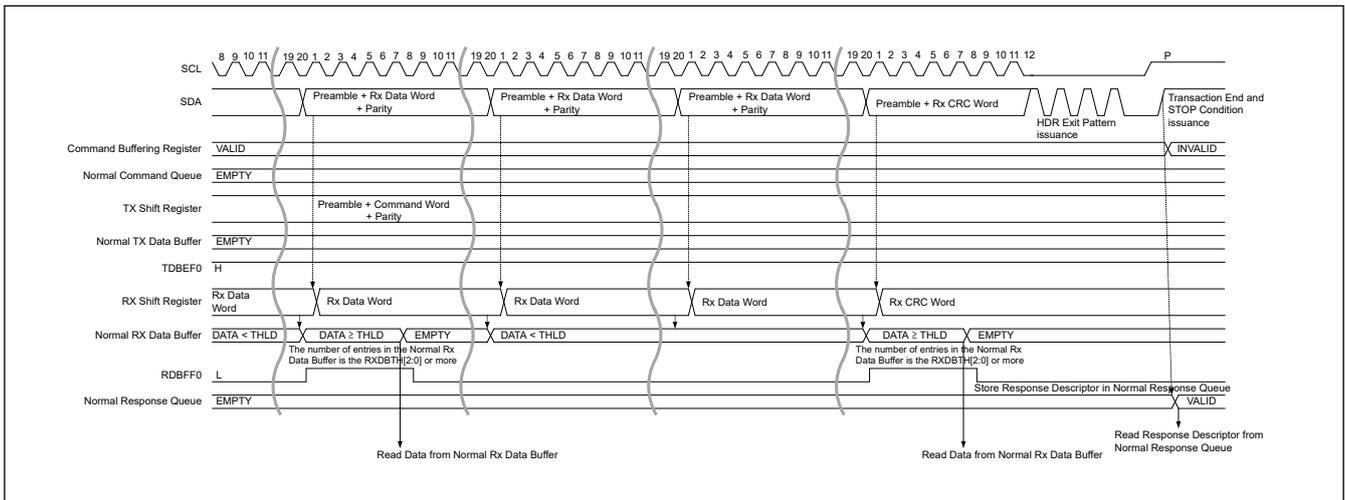 SCL 8 9 10 11 19 20 1 2 3 4 5 6 7 8 9 10 11 19 20 1 2 3 4 5 6 7 8 9 10 11 19 20 1 2 3 4 5 6 7 8 9 10 11 19 20 1 2 3 4 5 6 7 8 9 10 11 12 P
SDA
Preamble + Rx Data Word
+ Parity
Preamble + Rx Data Word
+ Parity
Preamble + Rx Data Word
+ Parity
Preamble + Rx CRC Word
HDR Exit Pattern
issuance
Transaction End and
STOP Condition
issuance
Command Buffering Register VALID INVALID
Normal Command Queue EMPTY
TX Shift Register
Preamble + Command Word
+ Parity
Normal TX Data Buffer EMPTY
TDBEF0 H
RX Shift Register
Rx Data
Word
Rx Data Word
Rx Data Word
Rx Data Word
Rx CRC Word
Normal RX Data Buffer DATA < THLD DATA ≥ THLD EMPTY DATA < THLD DATA ≥ THLD EMPTY
The number of entries in the Normal Rx
Data Buffer is the RXDBTH[2:0] or more
The number of entries in the Normal Rx
Data Buffer is the RXDBTH[2:0] or more
RDBFF0 L
Store Response Descriptor in Normal Response Queue
Normal Response Queue EMPTY VALID
Read Data from Normal Rx Data Buffer
Read Data from Normal Rx Data Buffer
Read Response Descriptor from
Normal Response Queue